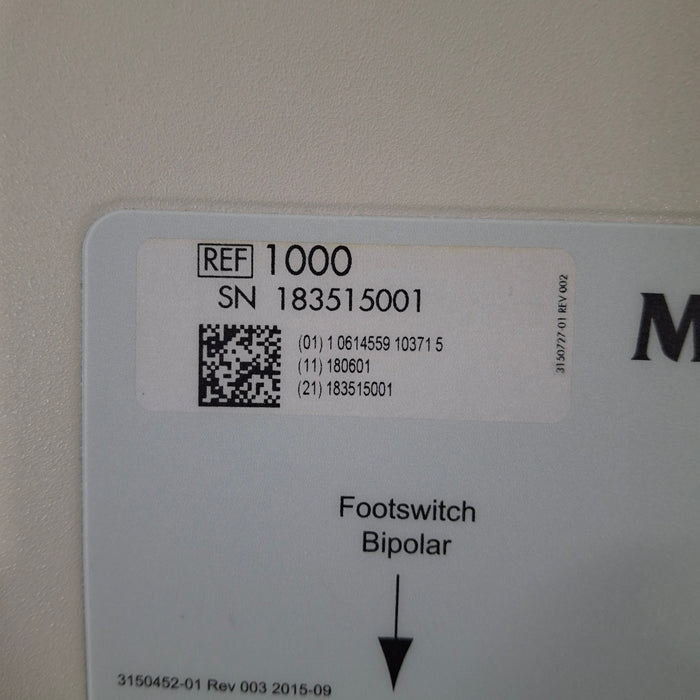 REF 1000
SN 183515001
(01) 1 0614559 10371 5
(11) 180601
(21) 183515001
3150727-01 REV 002
M
Footswitch
Bipolar
3150452-01 Rev 003 2015-09